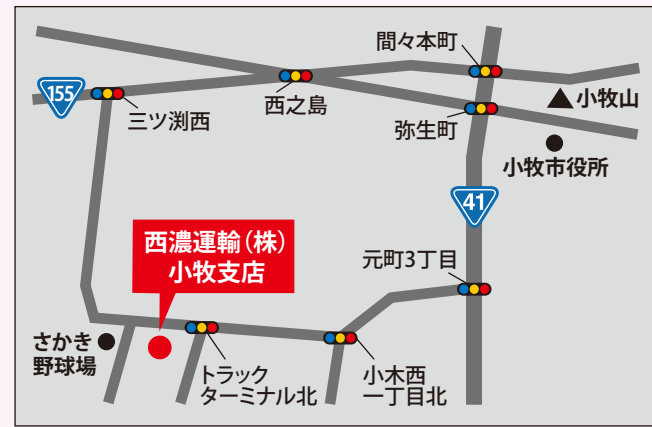 間々本町
155
西之島
小牧山
三ツ渕西
弥生町
小牧市役所
41
西濃運輸（株）
小牧支店
元町3丁目
さかき
野球場
トラック
ターミナル北
小木西
一丁目北